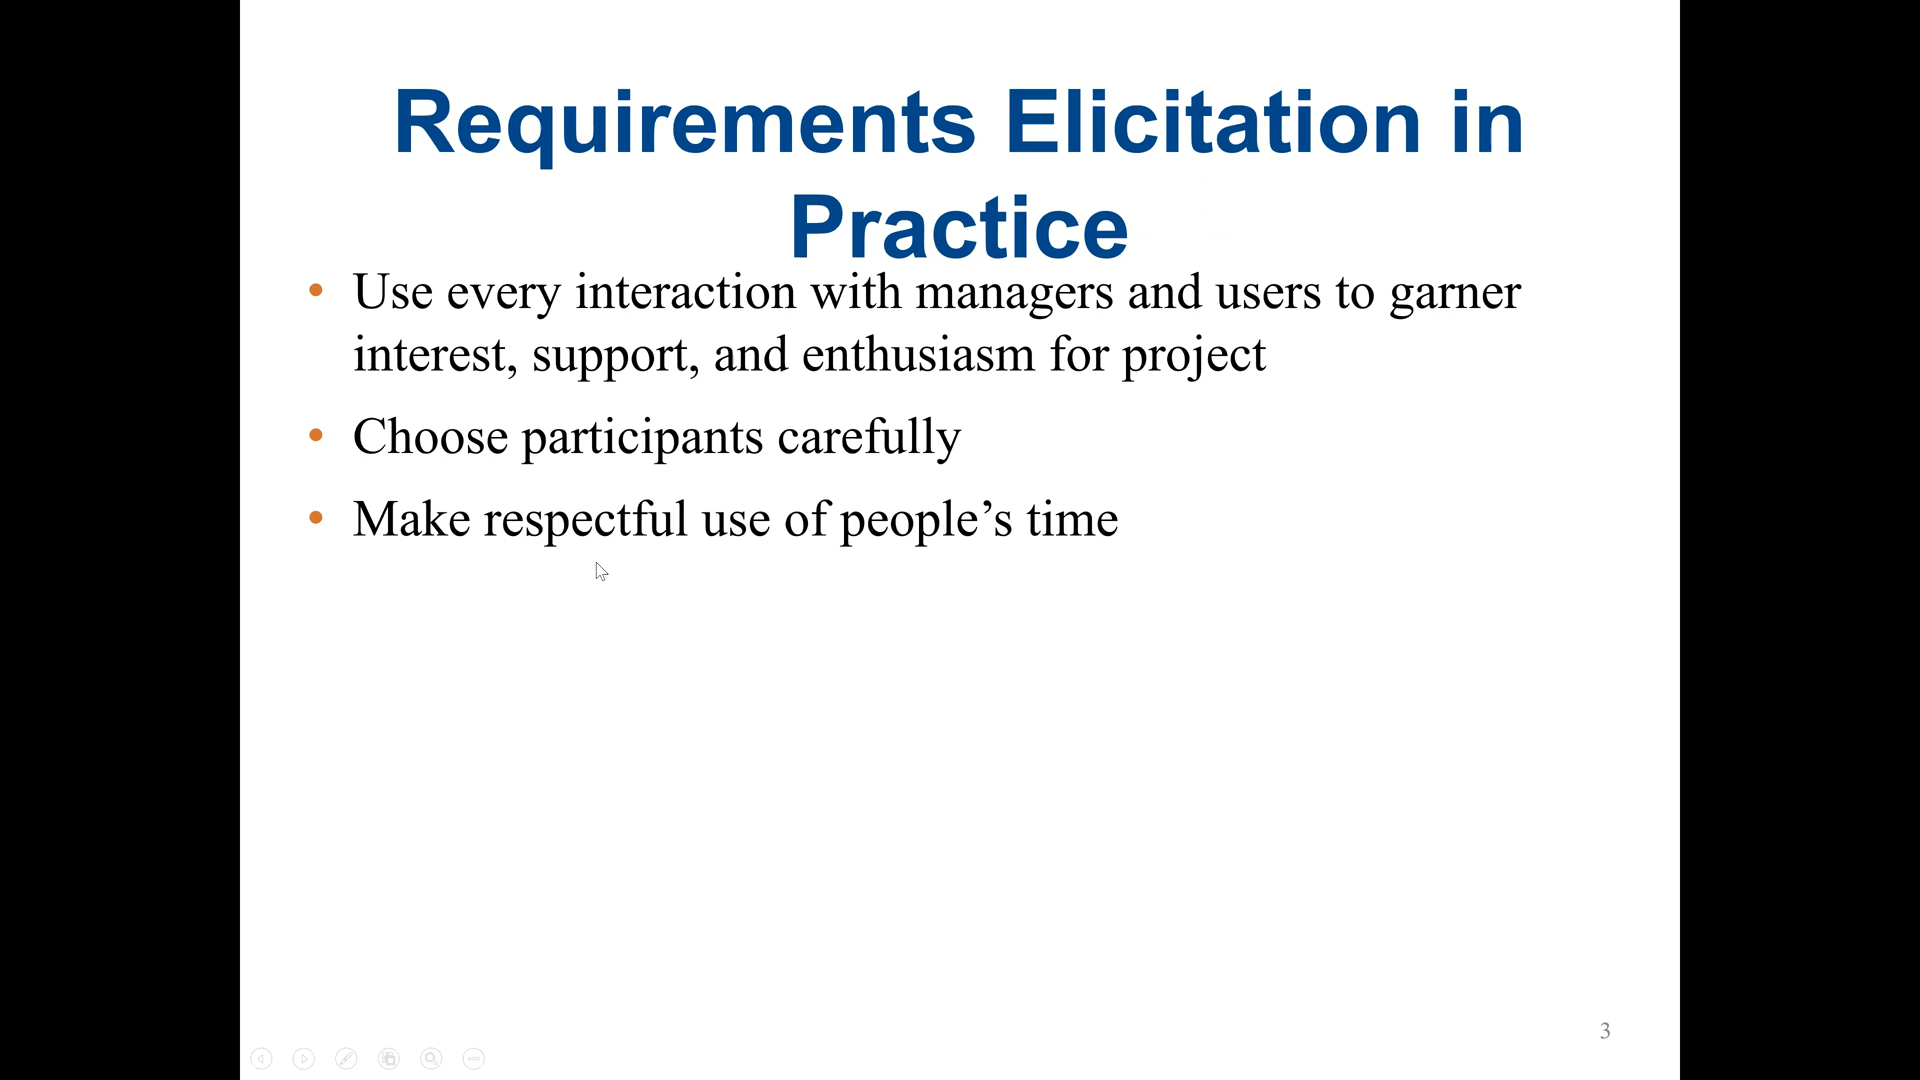 Requirements Elicitation in
Practice
• Use every interaction with managers and users to garner
interest, support, and enthusiasm for project
• Choose participants carefully
• Make respectful use of people’s time
3